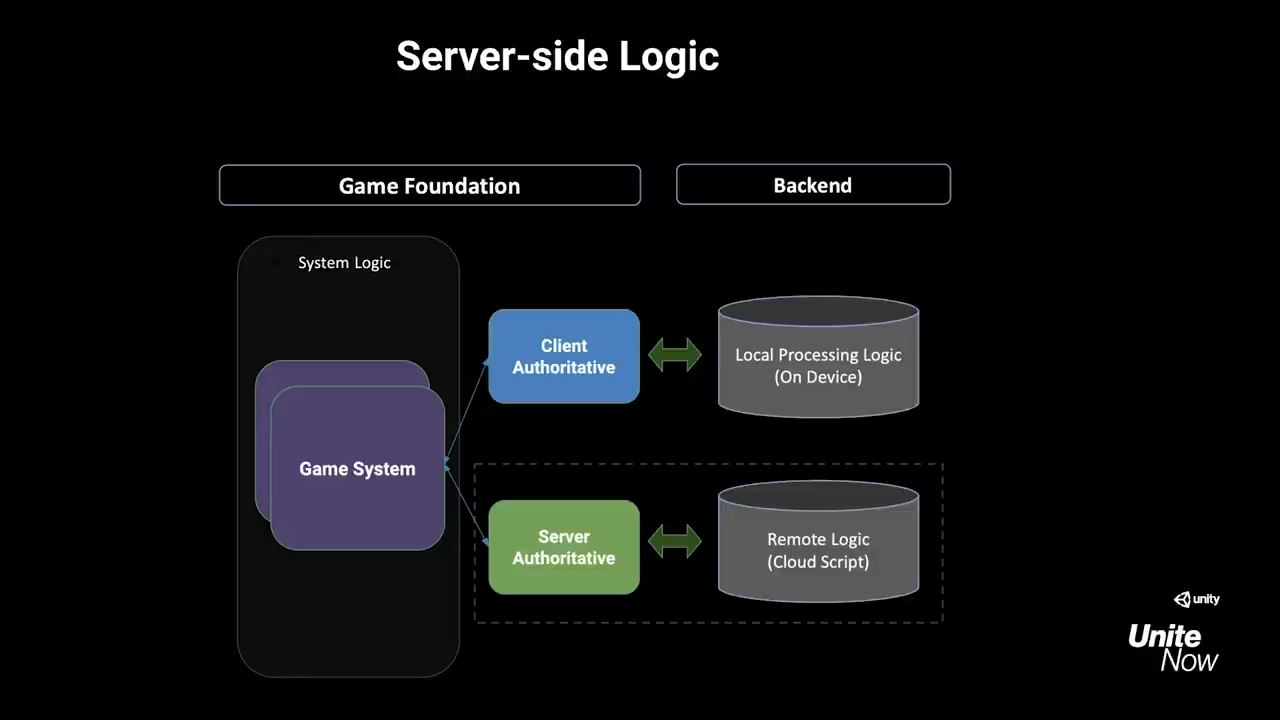 Server-side Logic
Game Foundation
Backend
System Logic
Client
Authoritative
Local Processing Logic
(On Device)
Game System
Server
Authoritative
Remote Logic
(Cloud Script)
unity
Unite
Now